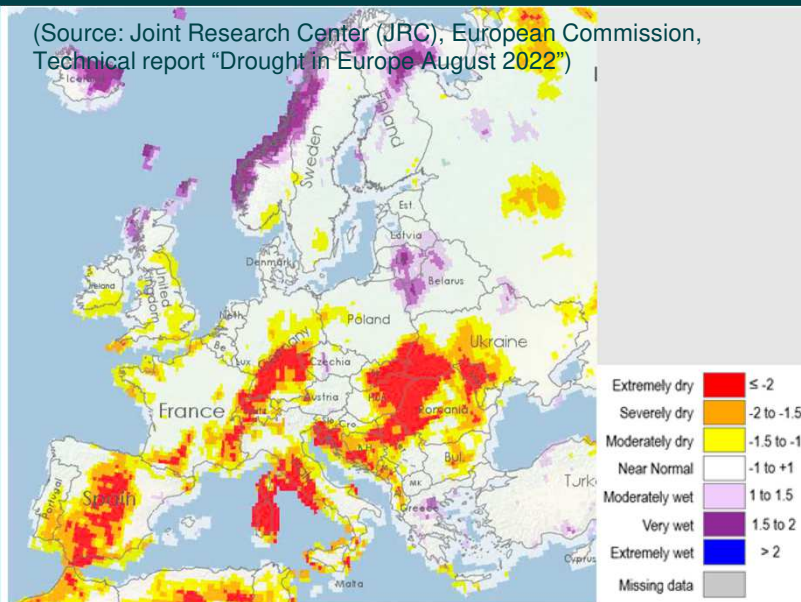 (Source: Joint Research Center (JRC), European Commission,
Technical report “Drought in Europe August 2022”)
Iceland
Sweden
Finland
Est.
Latvia
Denmark
Belarus
Ireland
United
Kingdom
Neth.
Poland
Be
Germany
Lux
Czechia
Ukraine
Austria
France
Romania
Cro
Bul.
Portugal
Spain
MK
Greece
Turk
Malta
Cyprus
Extremely dry ≤ -2
Severely dry -2 to -1.5
Moderately dry -1.5 to -1
Near Normal -1 to +1
Moderately wet 1 to 1.5
Very wet 1.5 to 2
Extremely wet > 2
Missing data